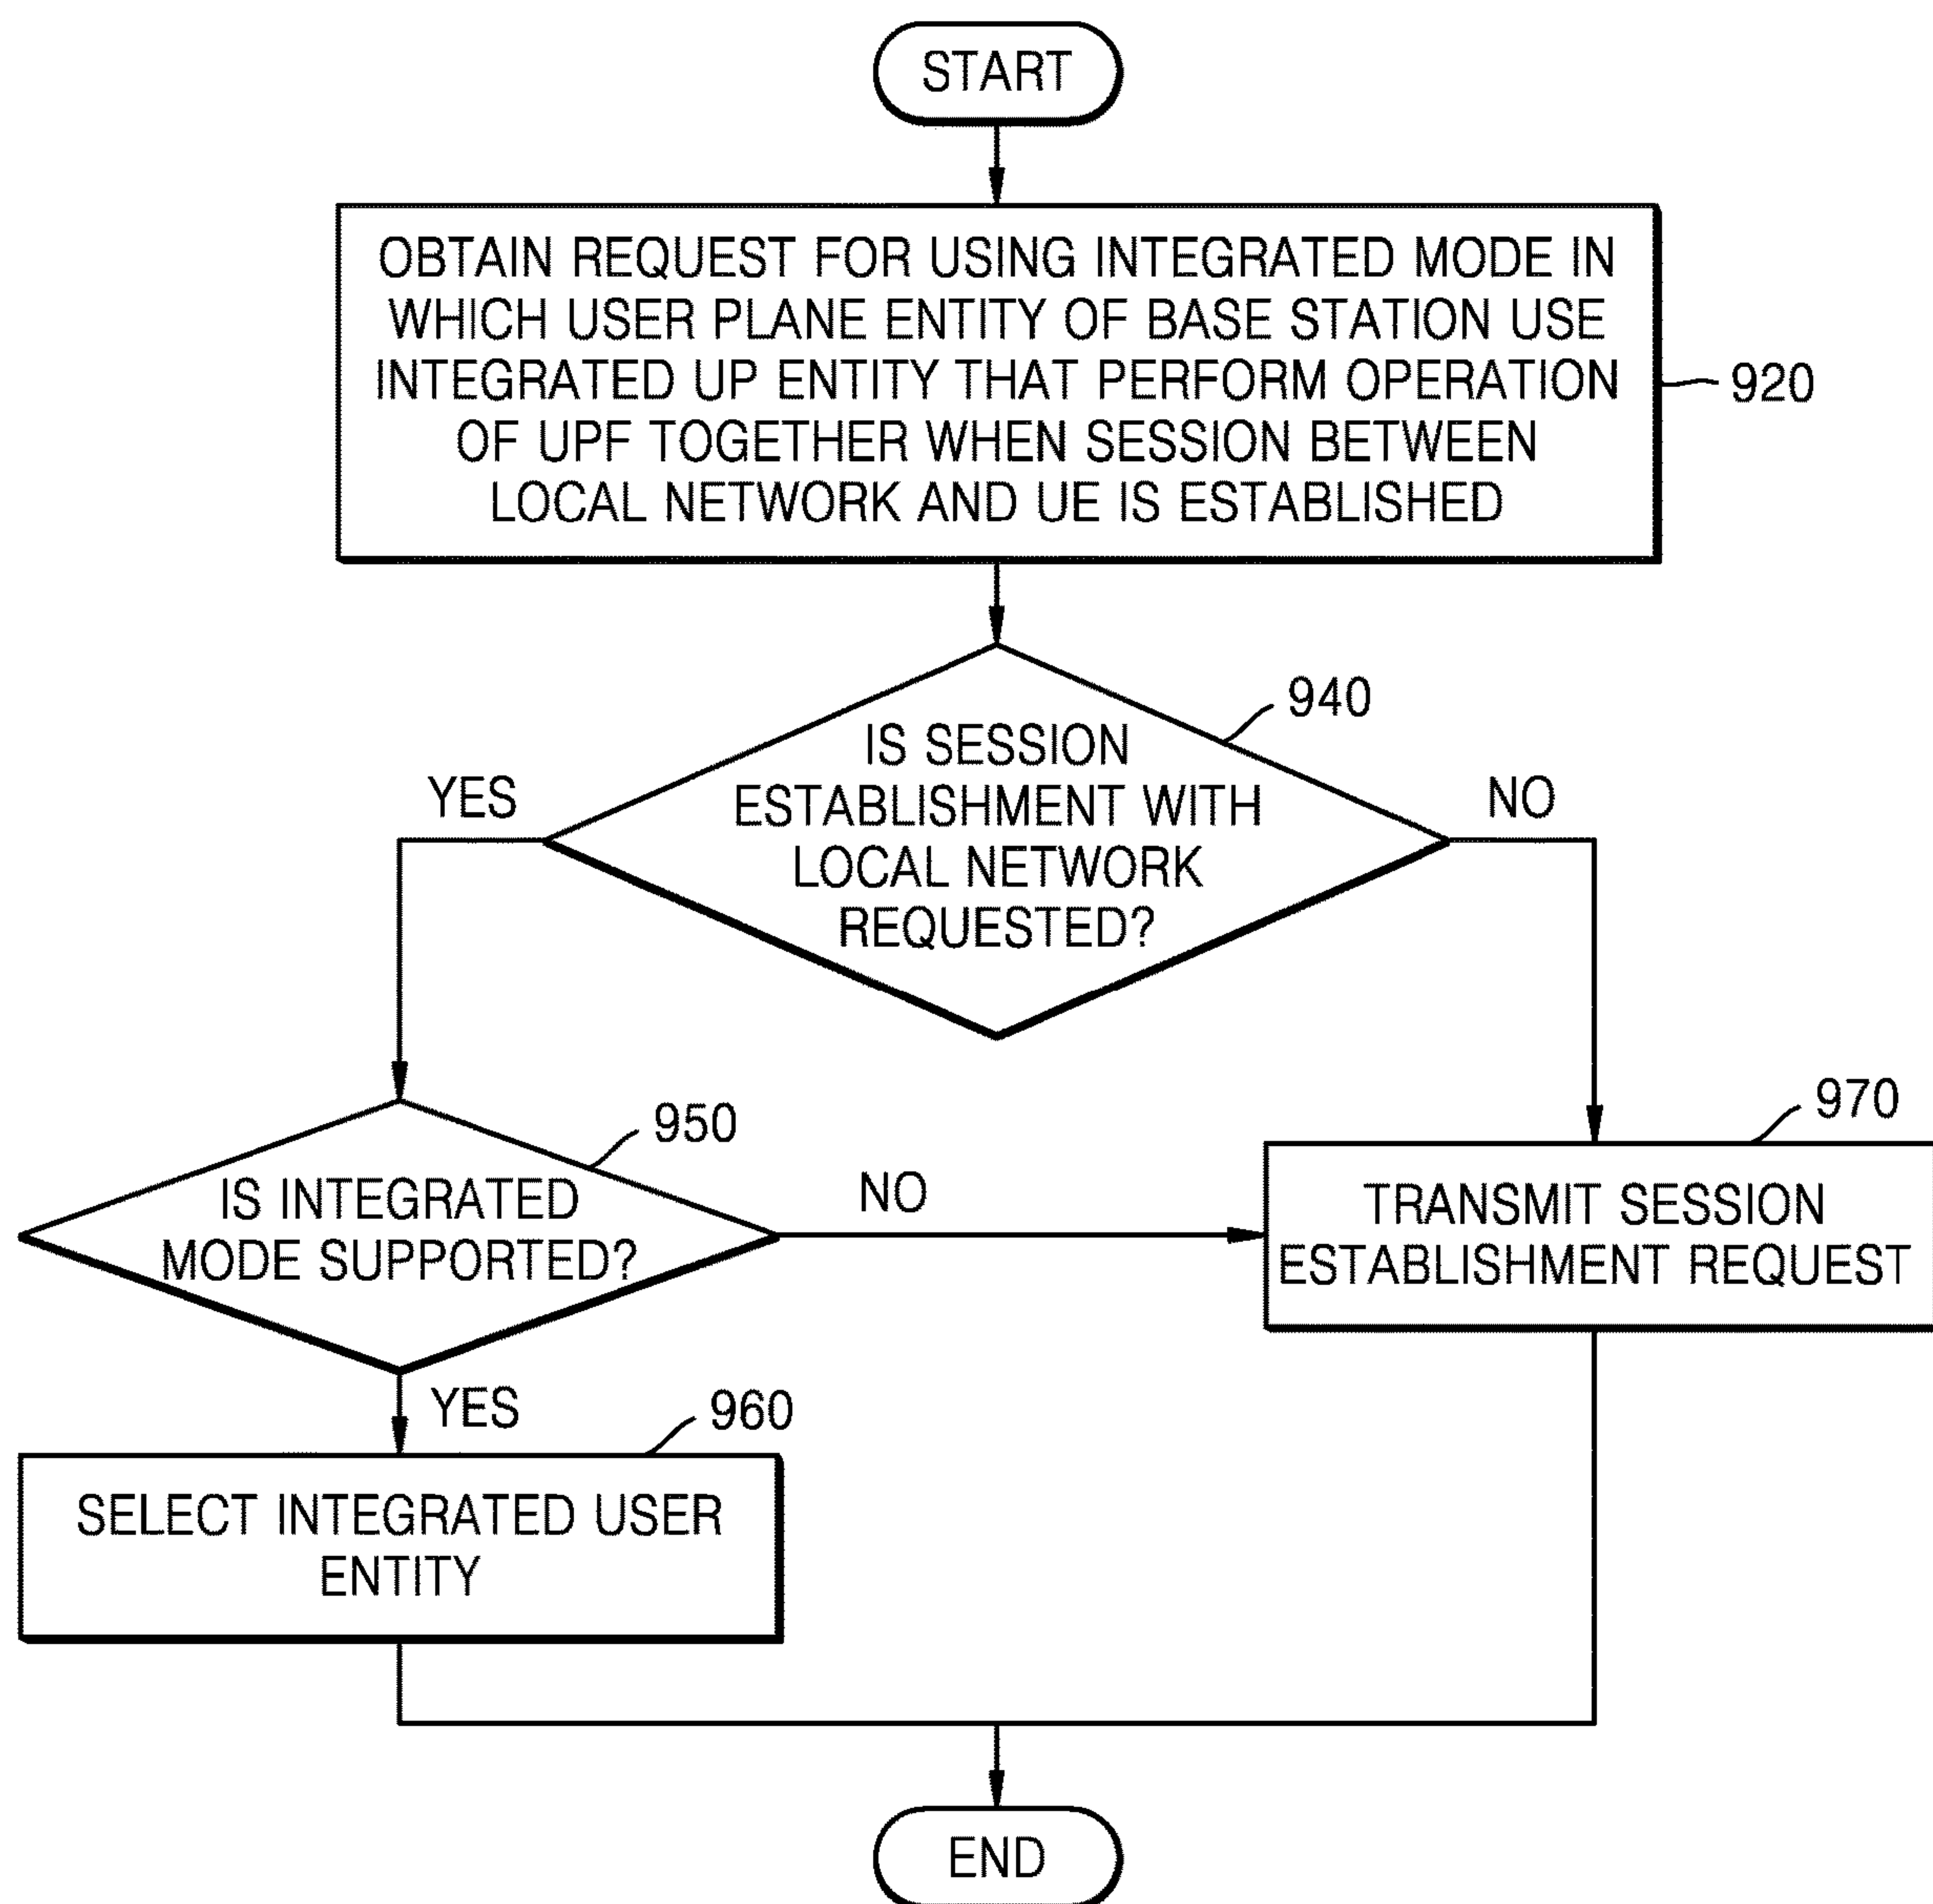 START
OBTAIN REQUEST FOR USING INTEGRATED MODE IN
WHICH USER PLANE ENTITY OF BASE STATION USE
INTEGRATED UP ENTITY THAT PERFORM OPERATION
OF UPF TOGETHER WHEN SESSION BETWEEN
LOCAL NETWORK AND UE IS ESTABLISHED
920
940
IS SESSION
ESTABLISHMENT WITH
LOCAL NETWORK
REQUESTED?
YES
NO
950
IS INTEGRATED
MODE SUPPORTED?
NO
970
TRANSMIT SESSION
ESTABLISHMENT REQUEST
YES
960
SELECT INTEGRATED USER
ENTITY
END